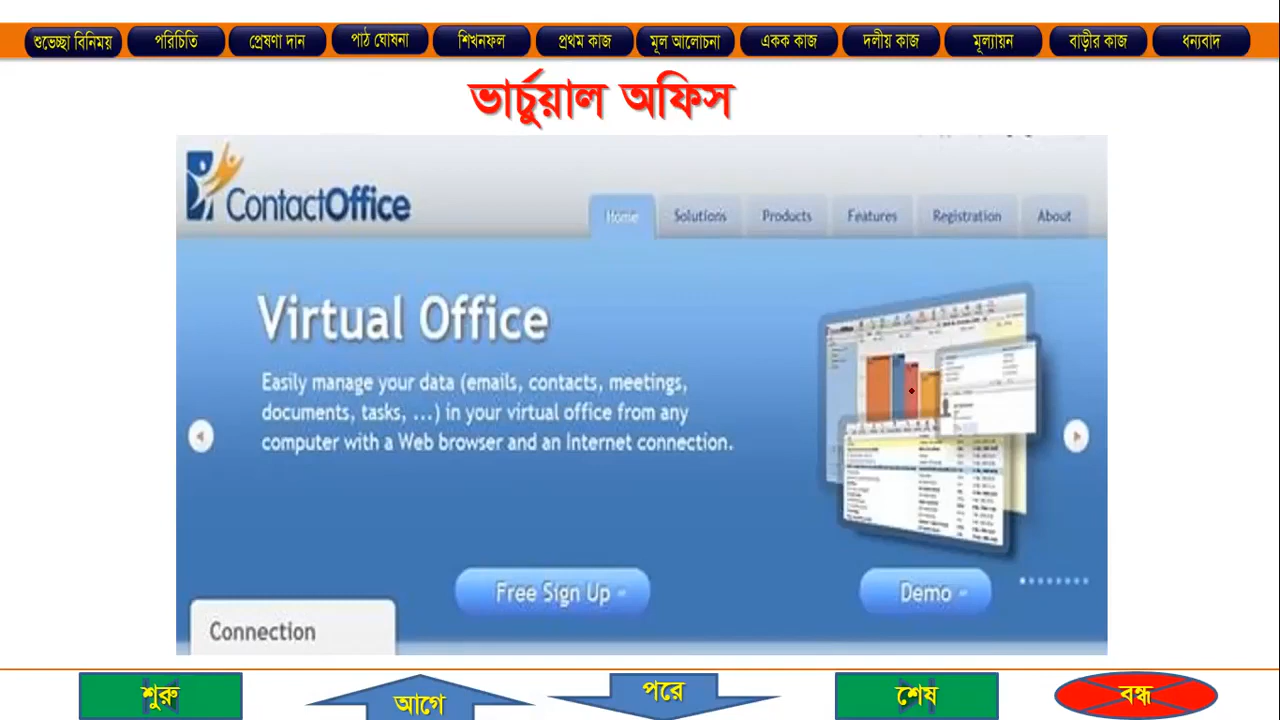 শুভেচ্ছা বিনিময় পরিচিতি প্রেষণা দান পাঠ ঘোষনা শিখনফল প্রথম কাজ মূল আলোচনা একক কাজ দলীয় কাজ মূল্যায়ন বাড়ীর কাজ ধন্যবাদ
ভার্চুয়াল অফিস
ContactOffice
Home Solutions Products Features Registration About
Virtual Office
Easily manage your data (emails, contacts, meetings,
documents, tasks, ...) in your virtual office from any
computer with a Web browser and an Internet connection.
Free Sign Up Demo
Connection
শুরু আগে পরে শেষ বন্ধ